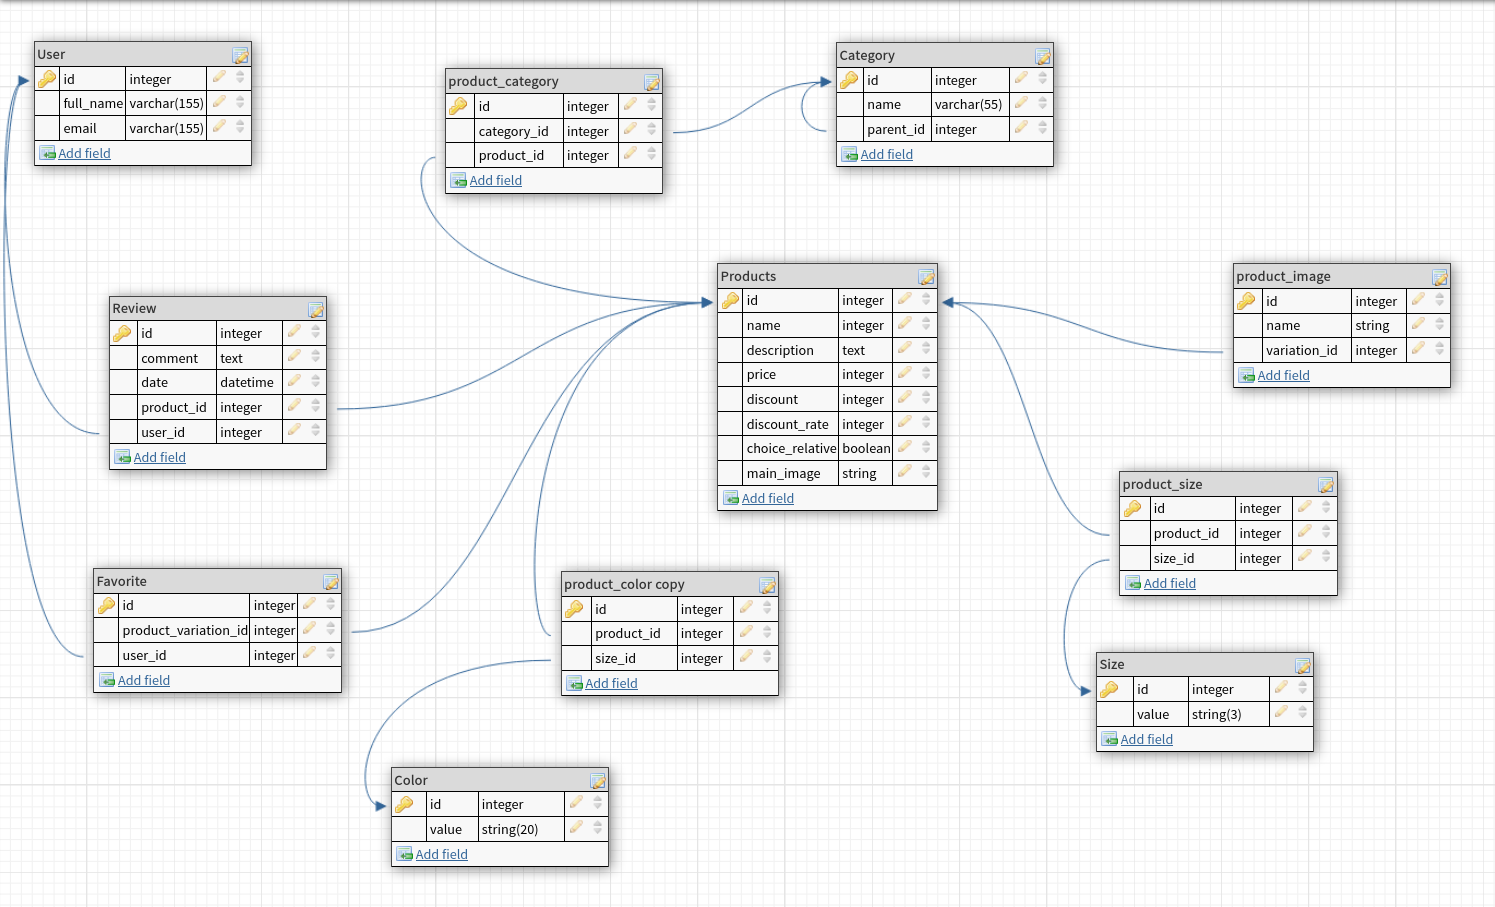 User
id integer
full_name varchar(155)
email varchar(155)
Add field
product_category
id integer
category_id integer
product_id integer
Add field
Category
id integer
name varchar(55)
parent_id integer
Add field
Products
id integer
name integer
description text
price integer
discount integer
discount_rate integer
choice_relative boolean
main_image string
Add field
product_image
id integer
name string
variation_id integer
Add field
Review
id integer
comment text
date datetime
product_id integer
user_id integer
Add field
product_size
id integer
product_id integer
size_id integer
Add field
Favorite
id integer
product_variation_id integer
user_id integer
Add field
product_color copy
id integer
product_id integer
size_id integer
Add field
Size
id integer
value string(3)
Add field
Color
id integer
value string(20)
Add field